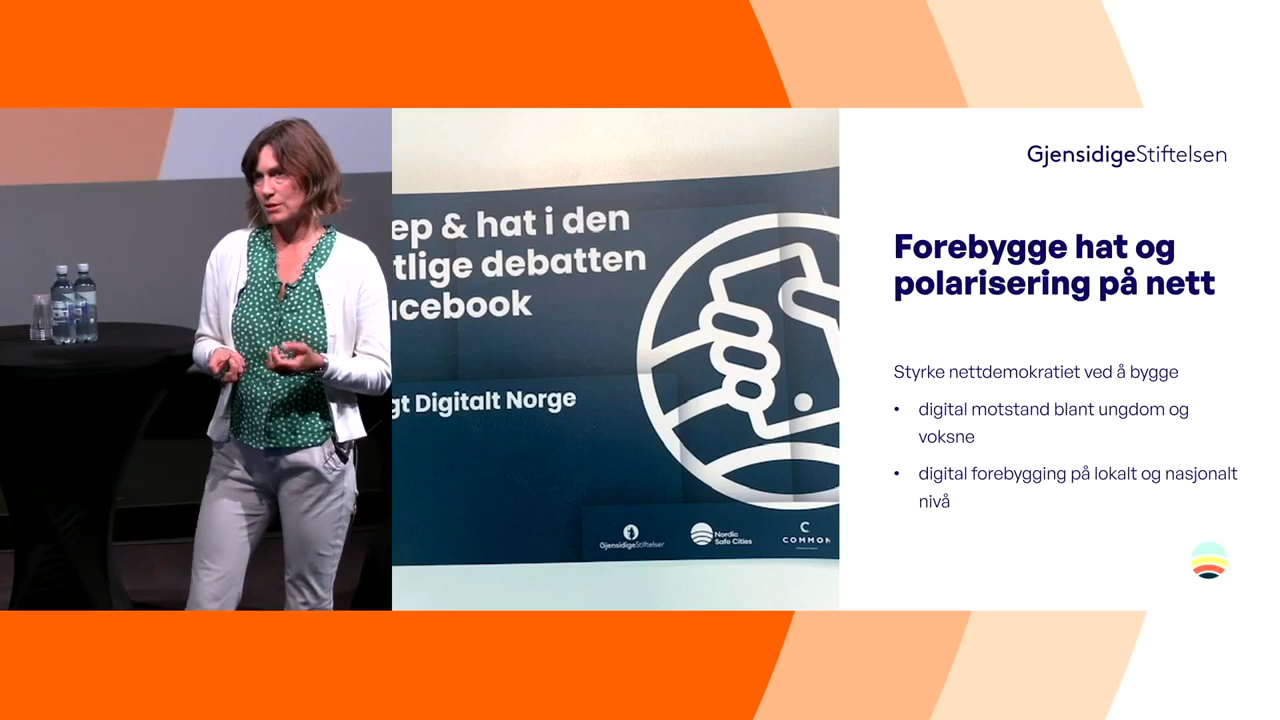 ep & hat i den
tlige debatten
cebook
gt Digitalt Norge
GjensidigeStiftelsen
Nordic
Safe Cities
COMMON
GjensidigeStiftelsen
Forebygge hat og
polarisering på nett
Styrke nettdemokratiet ved å bygge
• digital motstand blant ungdom og
voksne
• digital forebygging på lokalt og nasjonalt
nivå